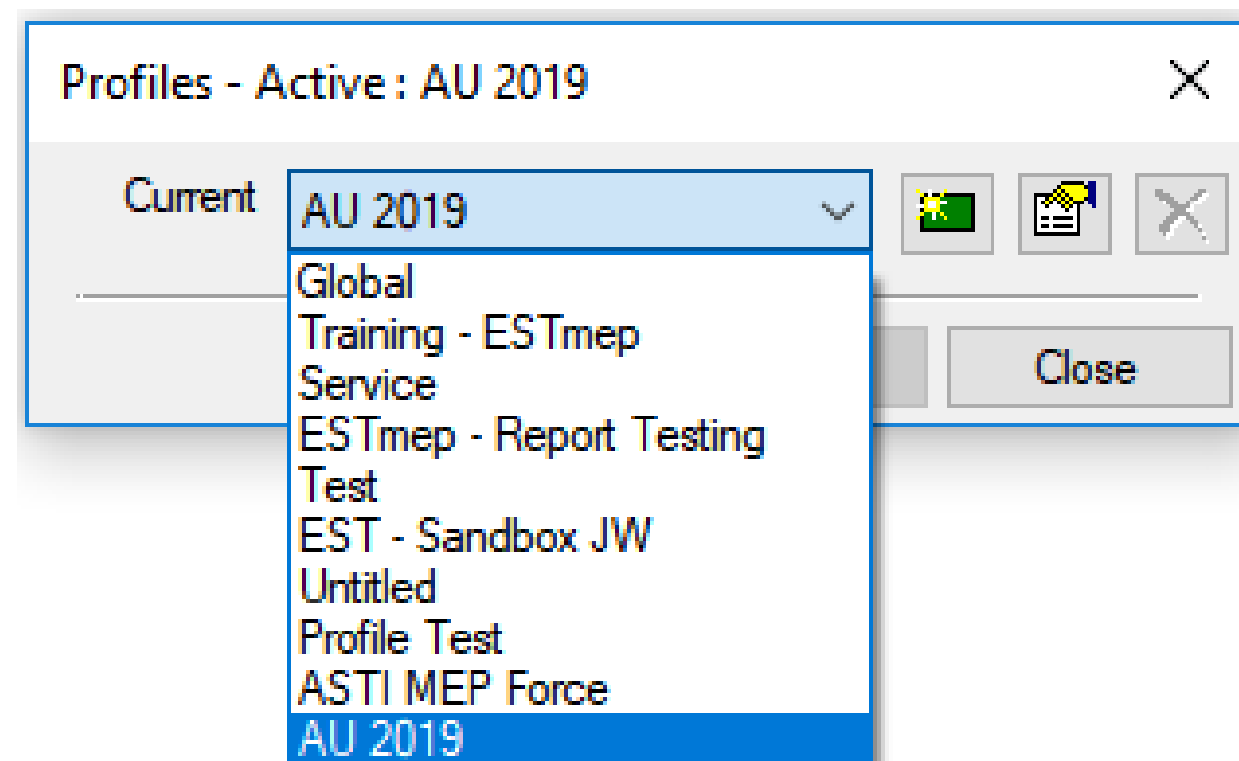 Profiles - Active : AU 2019
Current
AU 2019
Global
Training - ESTmep
Service
ESTmep - Report Testing
Test
EST - Sandbox JW
Untitled
Profile Test
ASTI MEP Force
AU 2019
Close